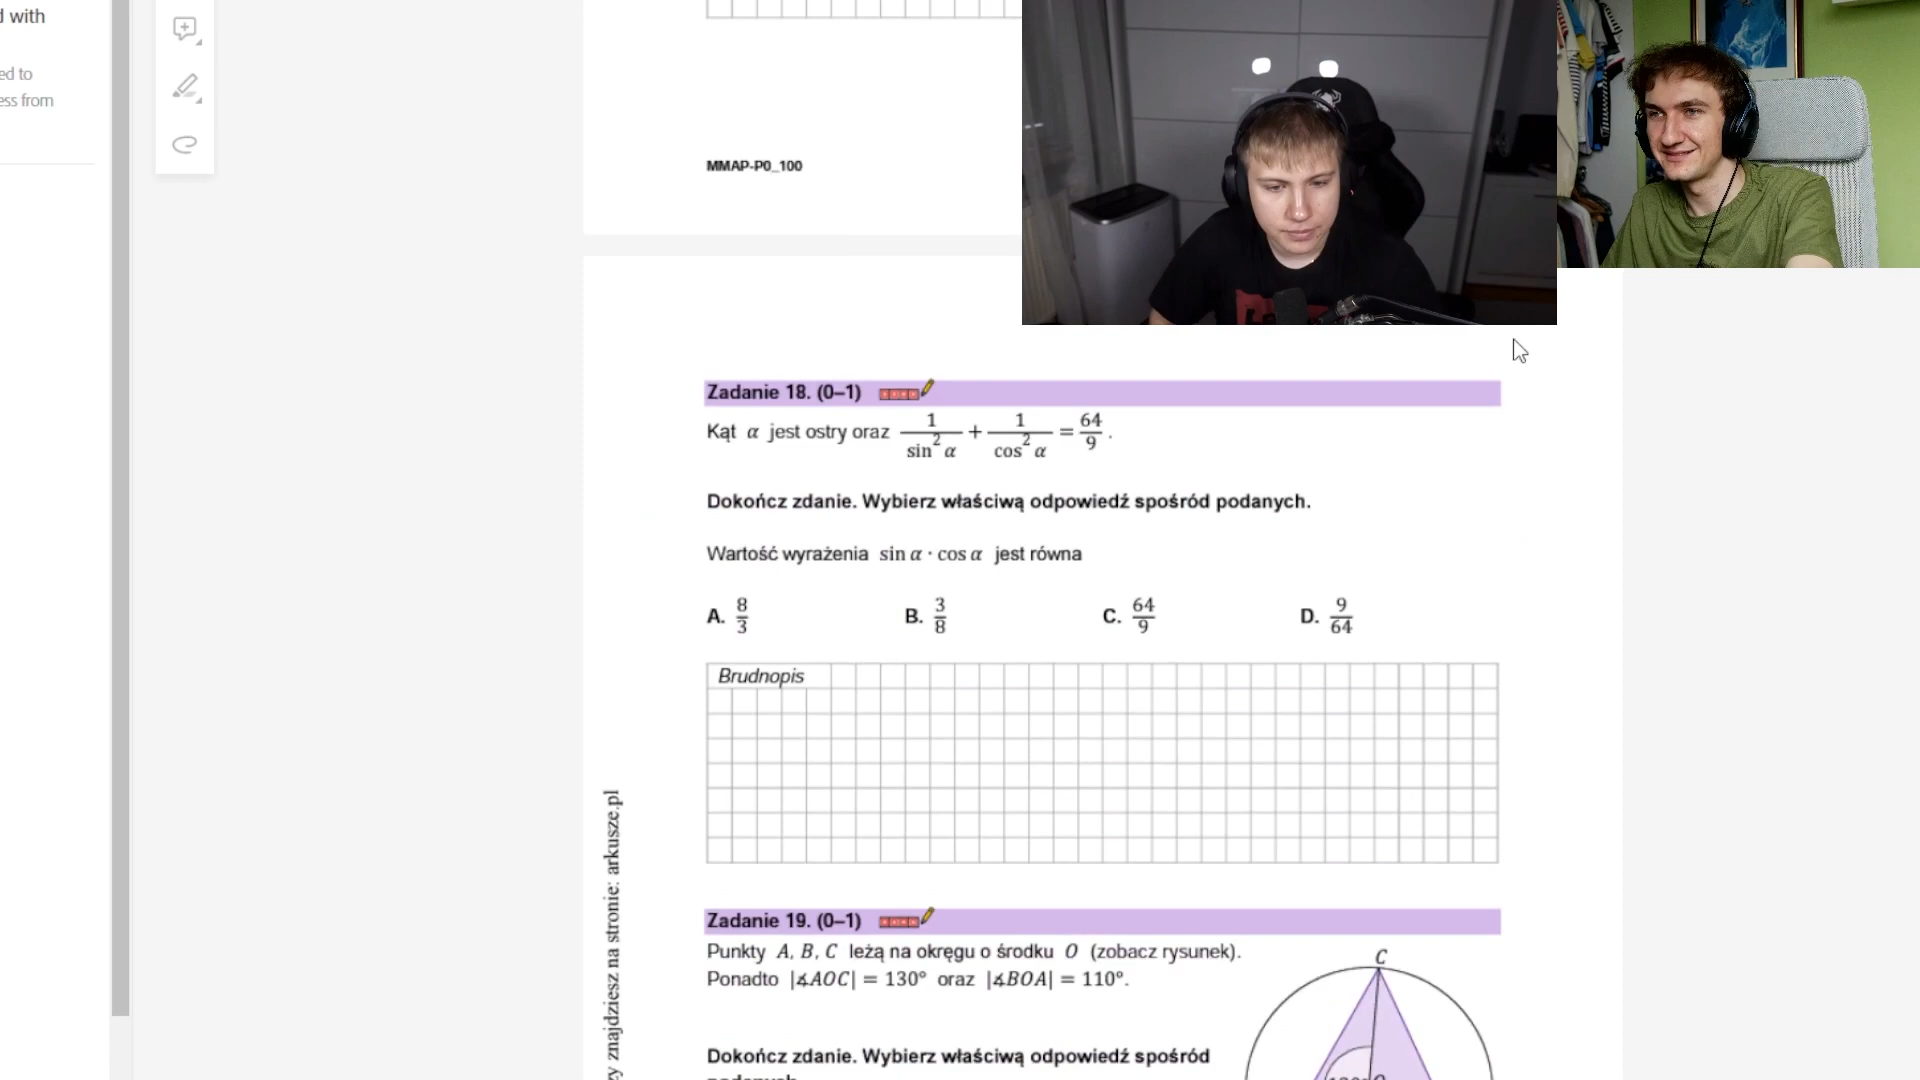 d with
ed to
ess from
MMAP-P0_100
Zadanie 18. (0–1)
Kąt α jest ostry oraz 1/sin² α + 1/cos² α = 64/9 .
Dokończ zdanie. Wybierz właściwą odpowiedź spośród podanych.
Wartość wyrażenia sin α · cos α jest równa
A. 8/3 B. 3/8 C. 64/9 D. 9/64
Brudnopis
zy znajdziesz na stronie: arkusze.pl
Zadanie 19. (0–1)
Punkty A, B, C leżą na okręgu o środku O (zobacz rysunek).
Ponadto |∡AOC| = 130° oraz |∡BOA| = 110°.
C
Dokończ zdanie. Wybierz właściwą odpowiedź spośród